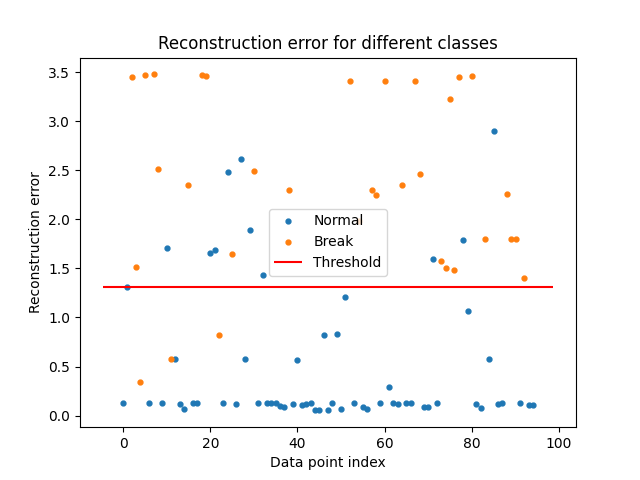 Reconstruction error for different classes
Reconstruction error
3.5
3.0
2.5
2.0
1.5
1.0
0.5
0.0
Normal
Break
Threshold
0 20 40 60 80 100
Data point index